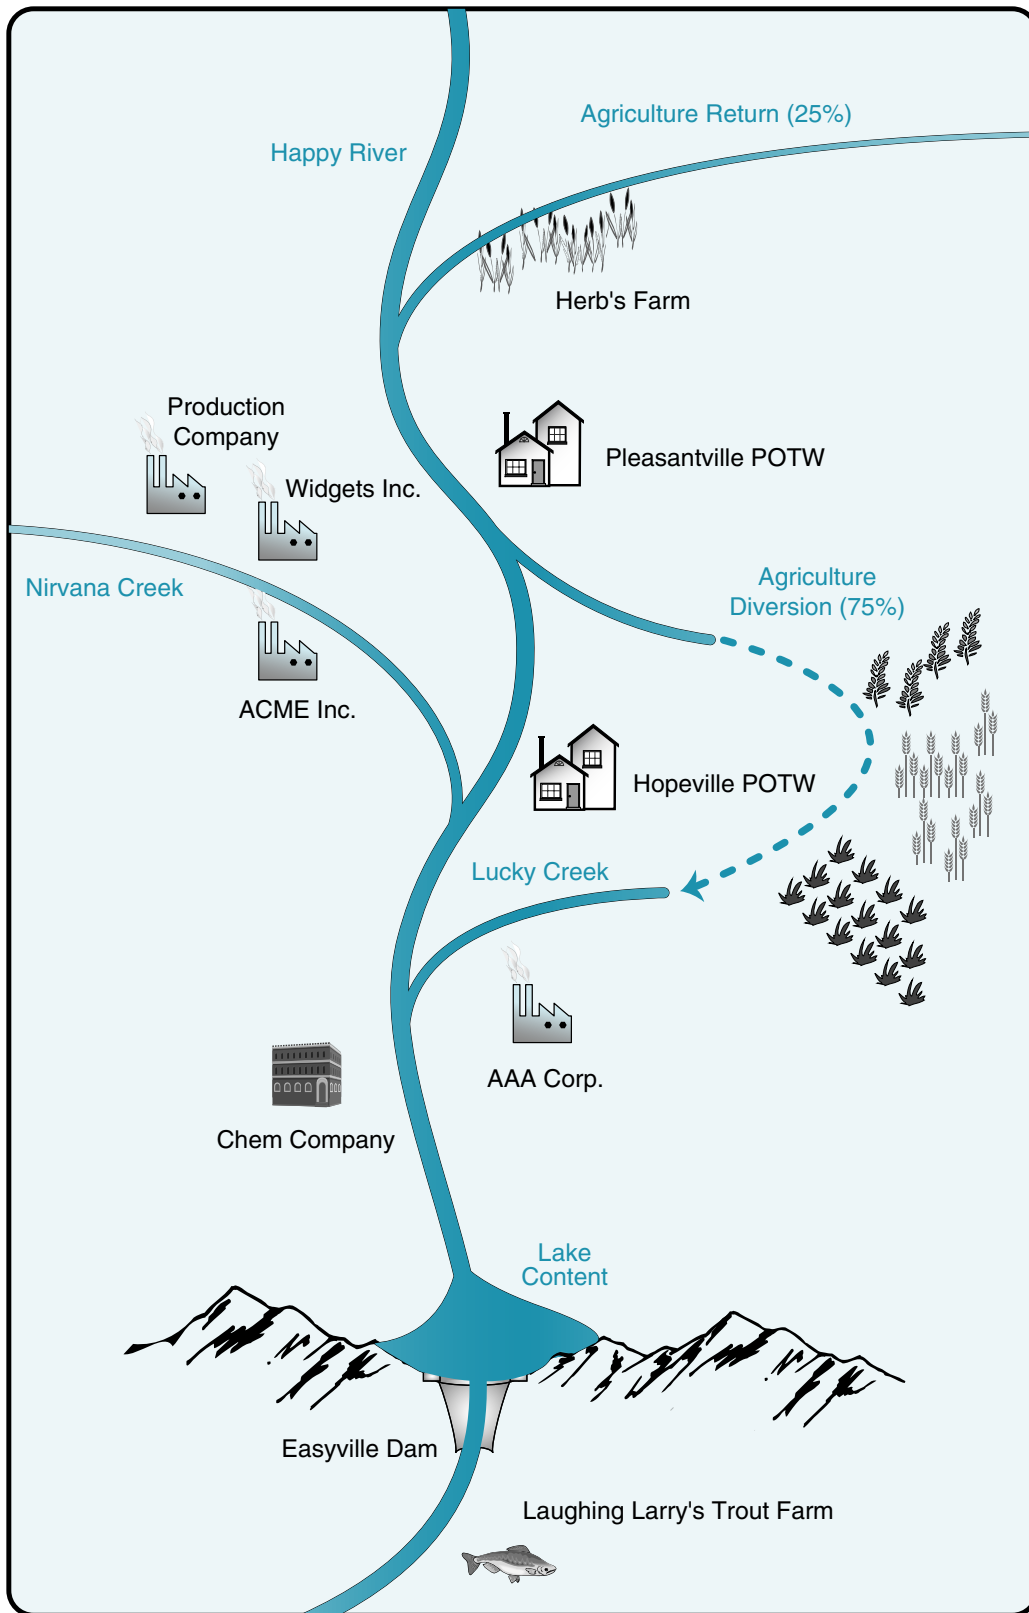 Agriculture Return (25%)
Happy River
Herb's Farm
Production
Company
Pleasantville POTW
Widgets Inc.
Nirvana Creek
Agriculture
Diversion (75%)
ACME Inc.
Hopeville POTW
Lucky Creek
AAA Corp.
Chem Company
Lake
Content
Easyville Dam
Laughing Larry's Trout Farm